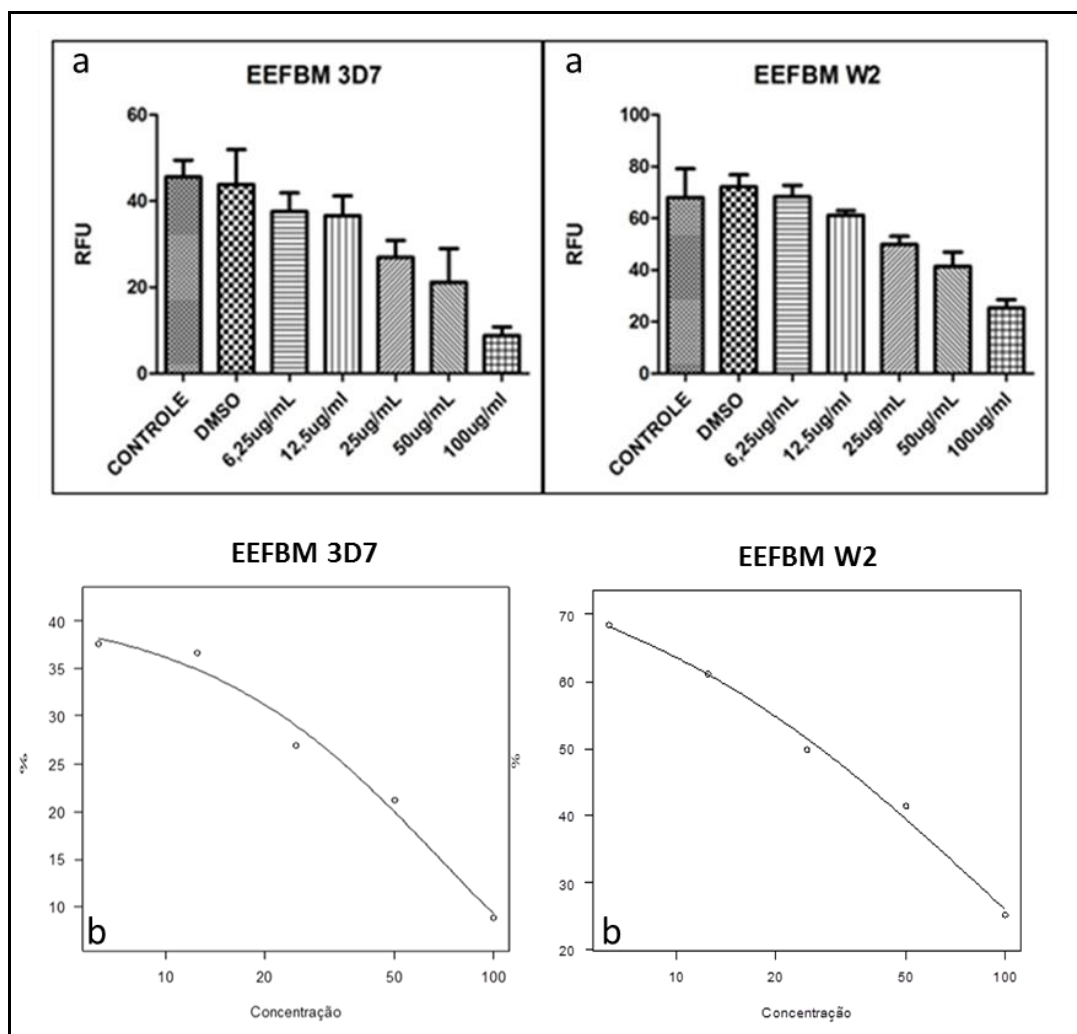 a
EEFBM 3D7
60
40
20
0
RFU
CONTROLE
DMSO
6,25ug/mL
12,5ug/ml
25ug/mL
50ug/mL
100ug/ml
a
EEFBM W2
100
80
60
40
20
0
RFU
CONTROLE
DMSO
6,25ug/mL
12,5ug/ml
25ug/mL
50ug/mL
100ug/ml
EEFBM 3D7
40
35
30
25
20
15
10
%
b
10 20 50 100
Concentração
EEFBM W2
70
60
50
40
30
20
%
b
10 20 50 100
Concentração